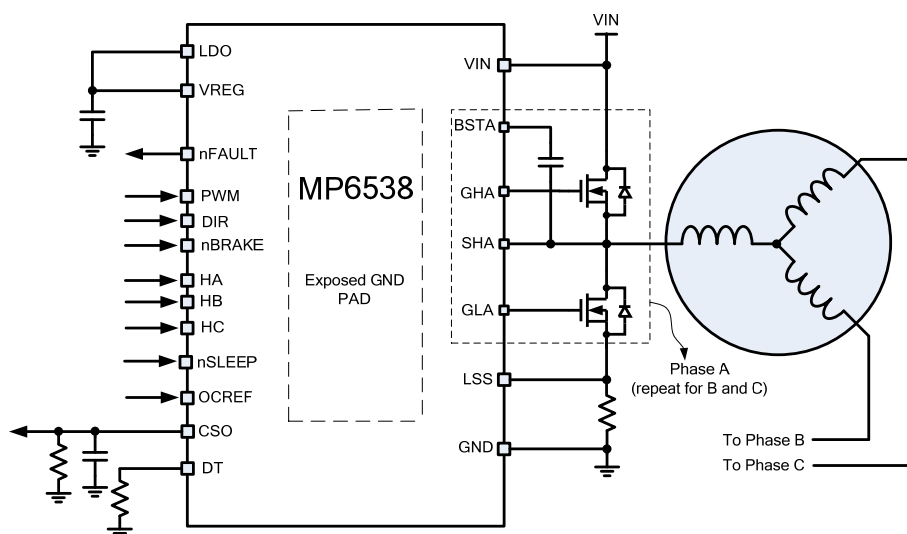 VIN
LDO
VREG
nFAULT
PWM
DIR
nBRAKE
HA
HB
HC
nSLEEP
OCREF
CSO
DT
MP6538
Exposed GND
PAD
VIN
BSTA
GHA
SHA
GLA
LSS
GND
Phase A
(repeat for B and C)
To Phase B
To Phase C